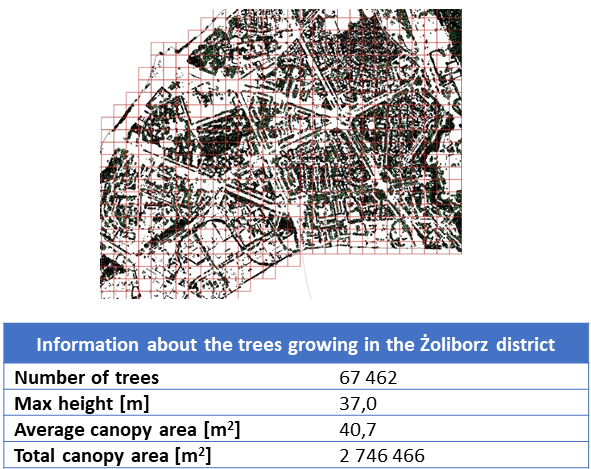 Information about the trees growing in the Żoliborz district
Number of trees 67 462
Max height [m] 37,0
Average canopy area [m²] 40,7
Total canopy area [m²] 2 746 466